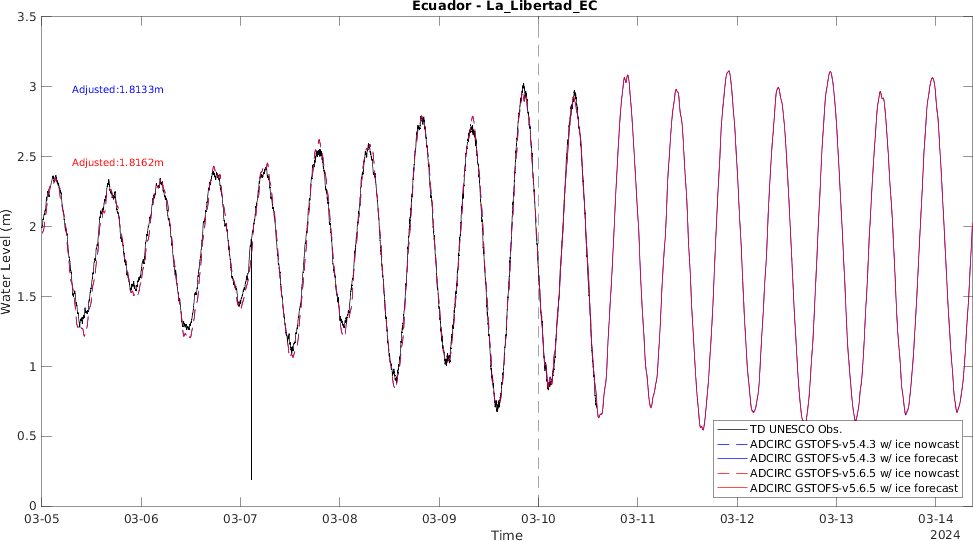 Ecuador - La_Libertad_EC
3.5
3
2.5
2
1.5
1
0.5
0
Water Level (m)
Adjusted:1.8133m
Adjusted:1.8162m
TD UNESCO Obs.
ADCIRC GSTOFS-v5.4.3 w/ ice nowcast
ADCIRC GSTOFS-v5.4.3 w/ ice forecast
ADCIRC GSTOFS-v5.6.5 w/ ice nowcast
ADCIRC GSTOFS-v5.6.5 w/ ice forecast
03-05 03-06 03-07 03-08 03-09 03-10 03-11 03-12 03-13 03-14
Time
2024